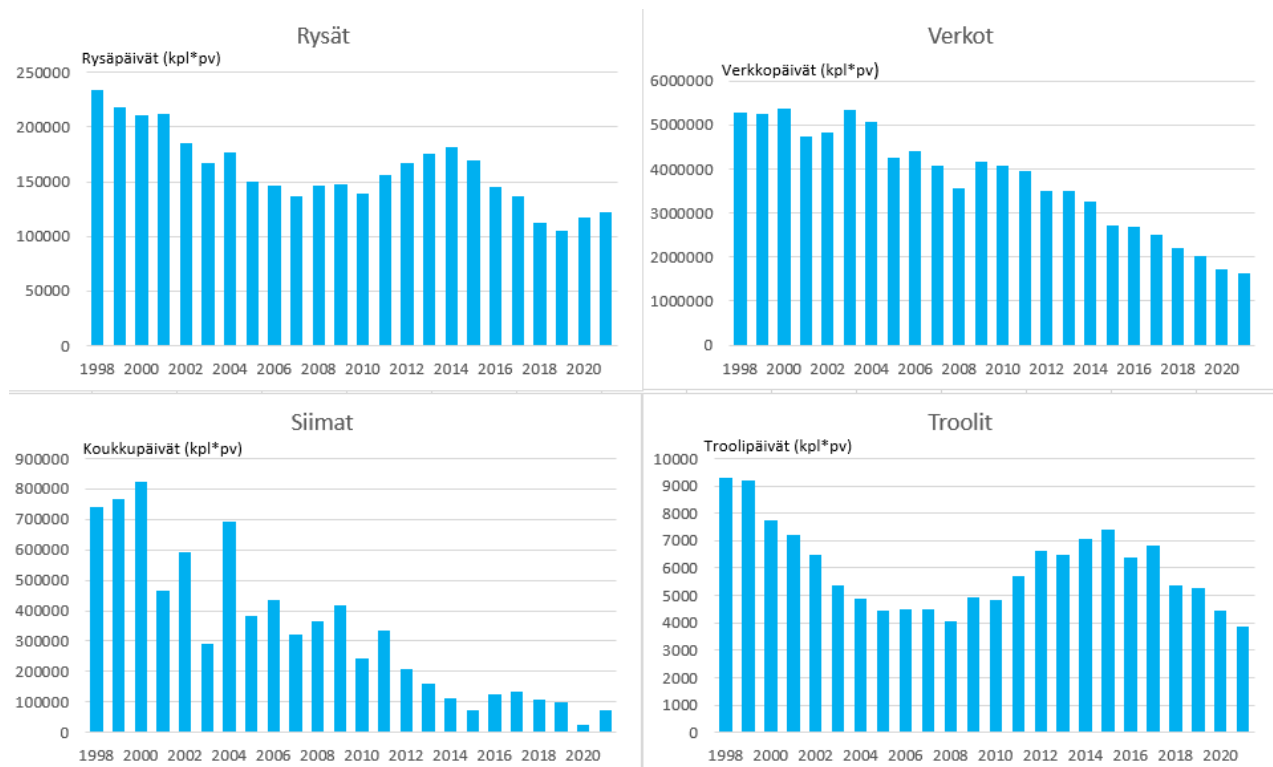 Rysät
Rysäpäivät (kpl*pv)
250000
200000
150000
100000
50000
0
1998 2000 2002 2004 2006 2008 2010 2012 2014 2016 2018 2020
Verkot
Verkkopäivät (kpl*pv)
6000000
5000000
4000000
3000000
2000000
1000000
0
1998 2000 2002 2004 2006 2008 2010 2012 2014 2016 2018 2020
Siimat
Koukkupäivät (kpl*pv)
900000
800000
700000
600000
500000
400000
300000
200000
100000
0
1998 2000 2002 2004 2006 2008 2010 2012 2014 2016 2018 2020
Troolit
Troolipäivät (kpl*pv)
10000
9000
8000
7000
6000
5000
4000
3000
2000
1000
0
1998 2000 2002 2004 2006 2008 2010 2012 2014 2016 2018 2020